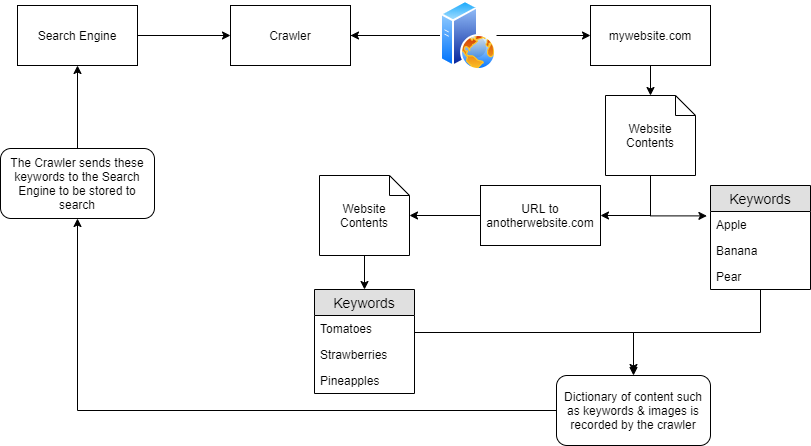 Search Engine
Crawler
mywebsite.com
Website
Contents
The Crawler sends these
keywords to the Search
Engine to be stored to
search
Website
Contents
URL to
anotherwebsite.com
Keywords
Apple
Banana
Pear
Keywords
Tomatoes
Strawberries
Pineapples
Dictionary of content such
as keywords & images is
recorded by the crawler